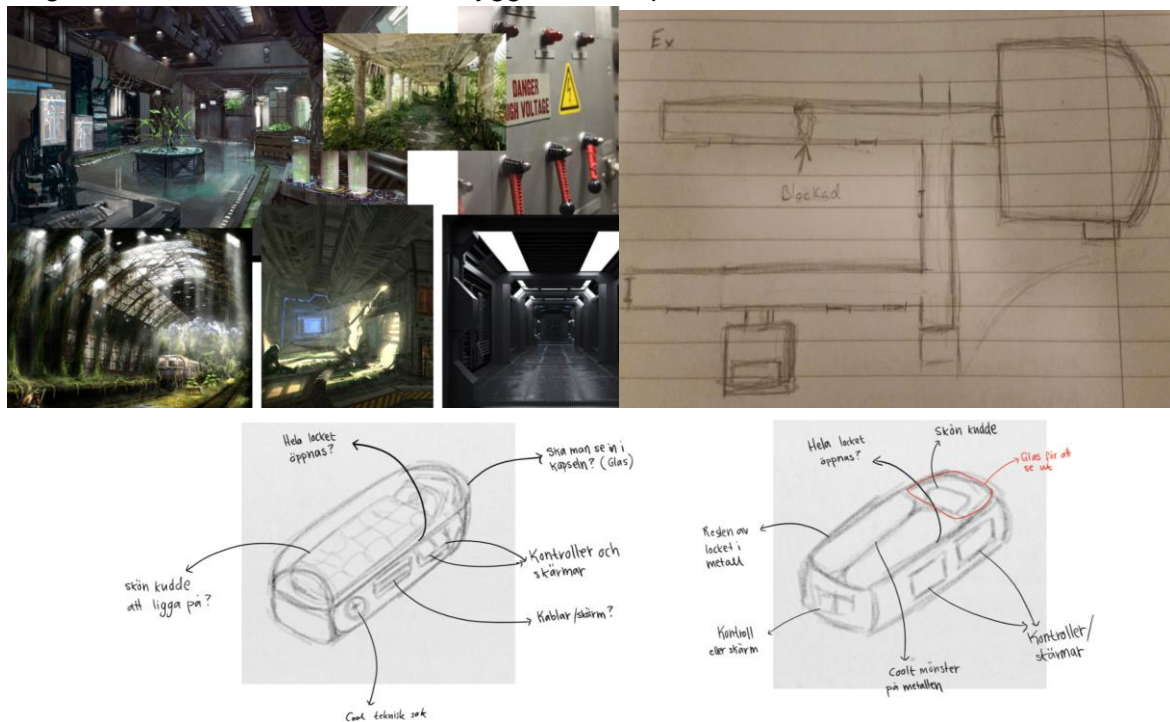 DANGER
HIGH VOLTAGE
Ex
Blockad
Hela locket
öppnas?
Ska man se in i
kapseln? (Glas)
skön kudde
att ligga på?
Kontroller och
skärmar
Kablar/skärm?
Cool teknisk sak
Hela locket
öppnas?
Skön kudde
Glas för att
se ut
Resten av
locket i
metall
Kontroll
eller skärm
Coolt mönster
på metallen
Kontroller/
skärmar